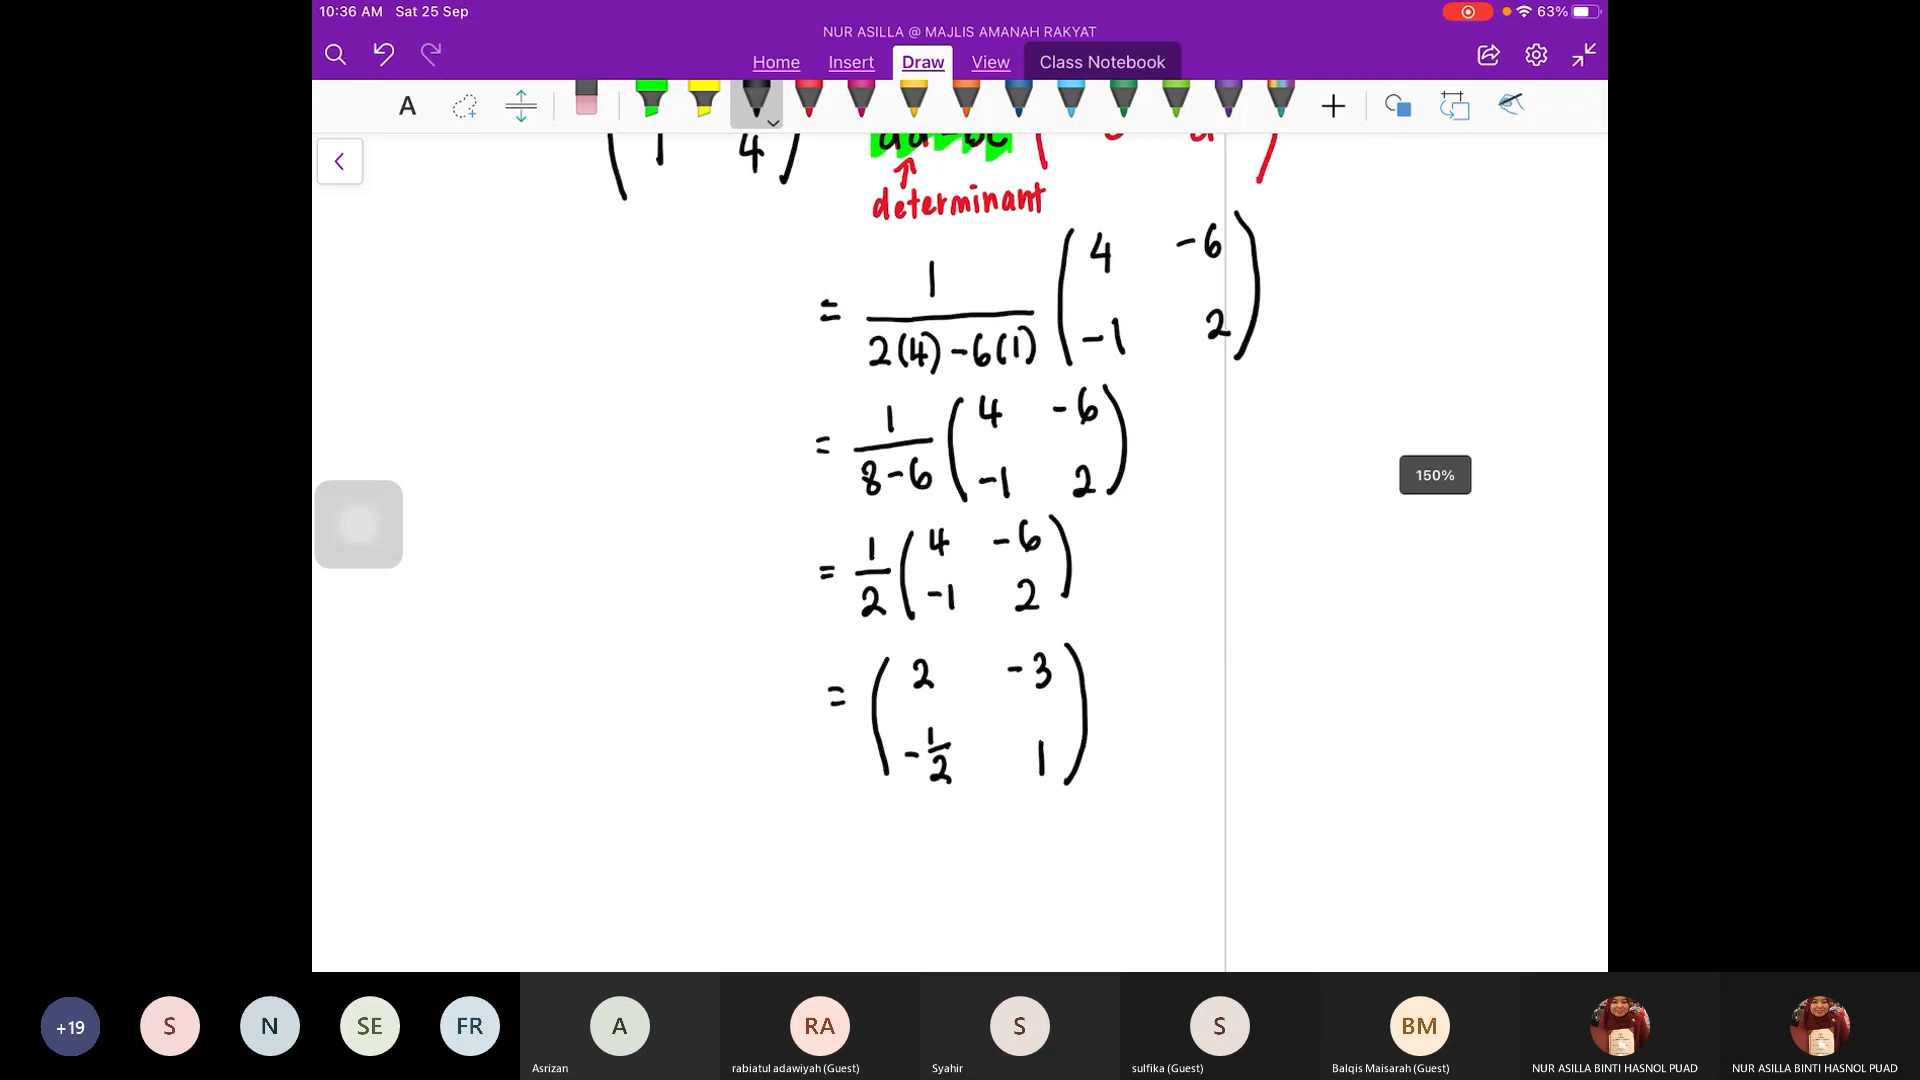 10:36 AM Sat 25 Sep
63%
NUR ASILLA @ MAJLIS AMANAH RAKYAT
Home Insert Draw View Class Notebook
A
1 4 ad - bc
determinant
= 1 / 2(4) - 6(1) ( 4 -6
-1 2 )
= 1 / 8 - 6 ( 4 -6
-1 2 )
150%
= 1 / 2 ( 4 -6
-1 2 )
= ( 2 -3
-1/2 1 )
+19 S N SE FR A RA S S BM
Asrizan rabiatul adawiyah (Guest) Syahir sulfika (Guest) Balqis Maisarah (Guest) NUR ASILLA BINTI HASNOL PUAD NUR ASILLA BINTI HASNOL PUAD